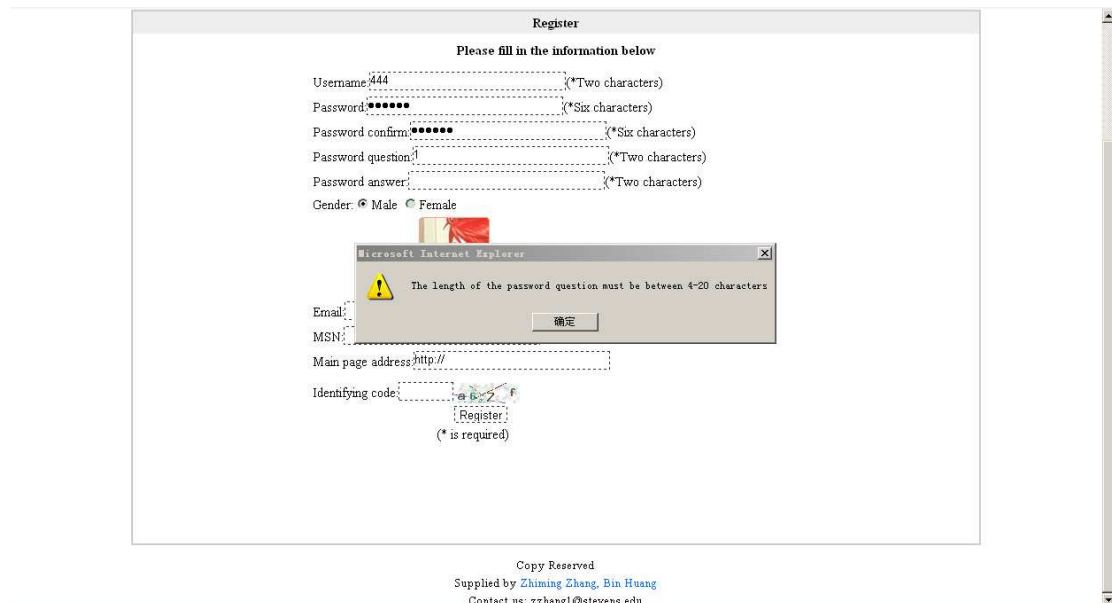 Register
Please fill in the information below
Username: 444 (*Two characters)
Password: ●●●●●● (*Six characters)
Password confirm: ●●●●●● (*Six characters)
Password question: 1 (*Two characters)
Password answer: (*Two characters)
Gender: Male Female
Microsoft Internet Explorer
The length of the password question must be between 4-20 characters
确定
Email:
MSN:
Main page address: http://
Identifying code:
Register
(* is required)
Copy Reserved
Supplied by Zhiming Zhang, Bin Huang
Contact us: zzhang1@stevens.edu